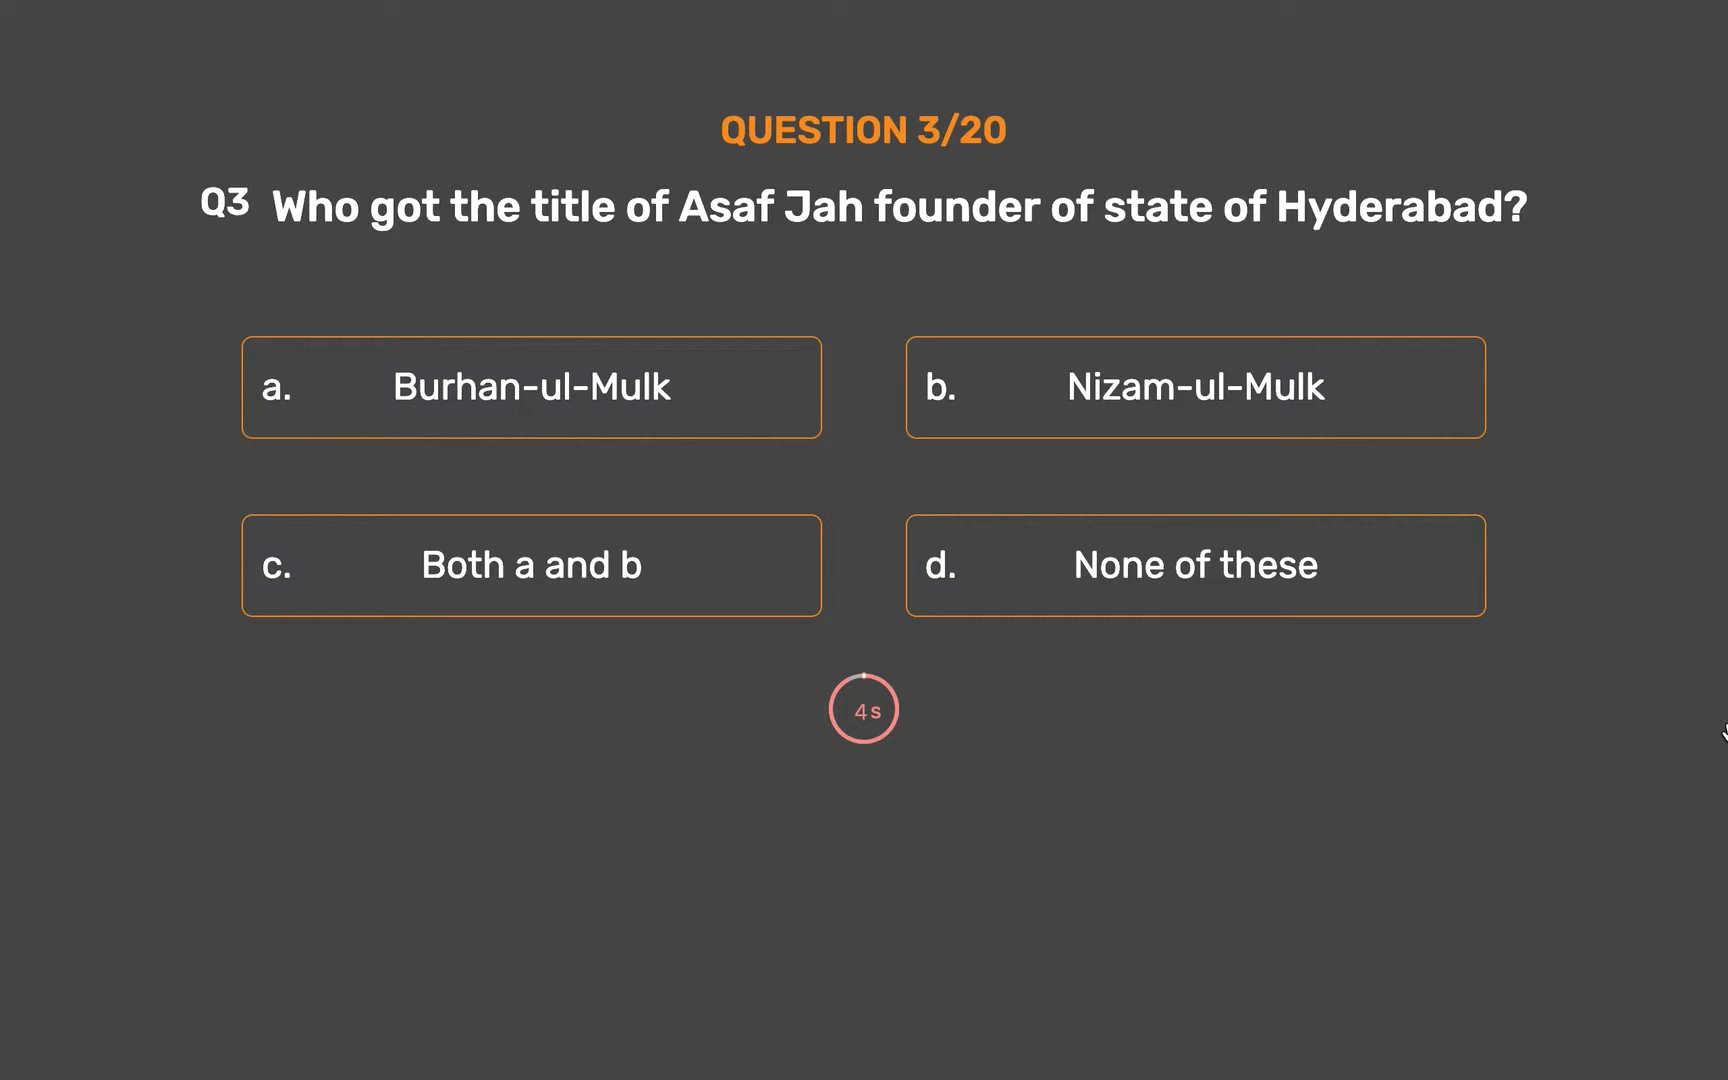 QUESTION 3/20
Q3 Who got the title of Asaf Jah founder of state of Hyderabad?
a. Burhan-ul-Mulk
b. Nizam-ul-Mulk
c. Both a and b
d. None of these
4s